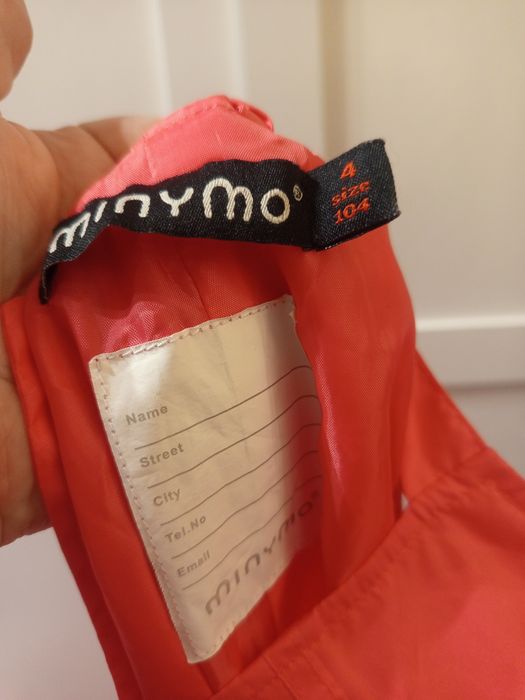 minymo®
4
size
104
Name
Street
City
Tel.No
Email
minymo®